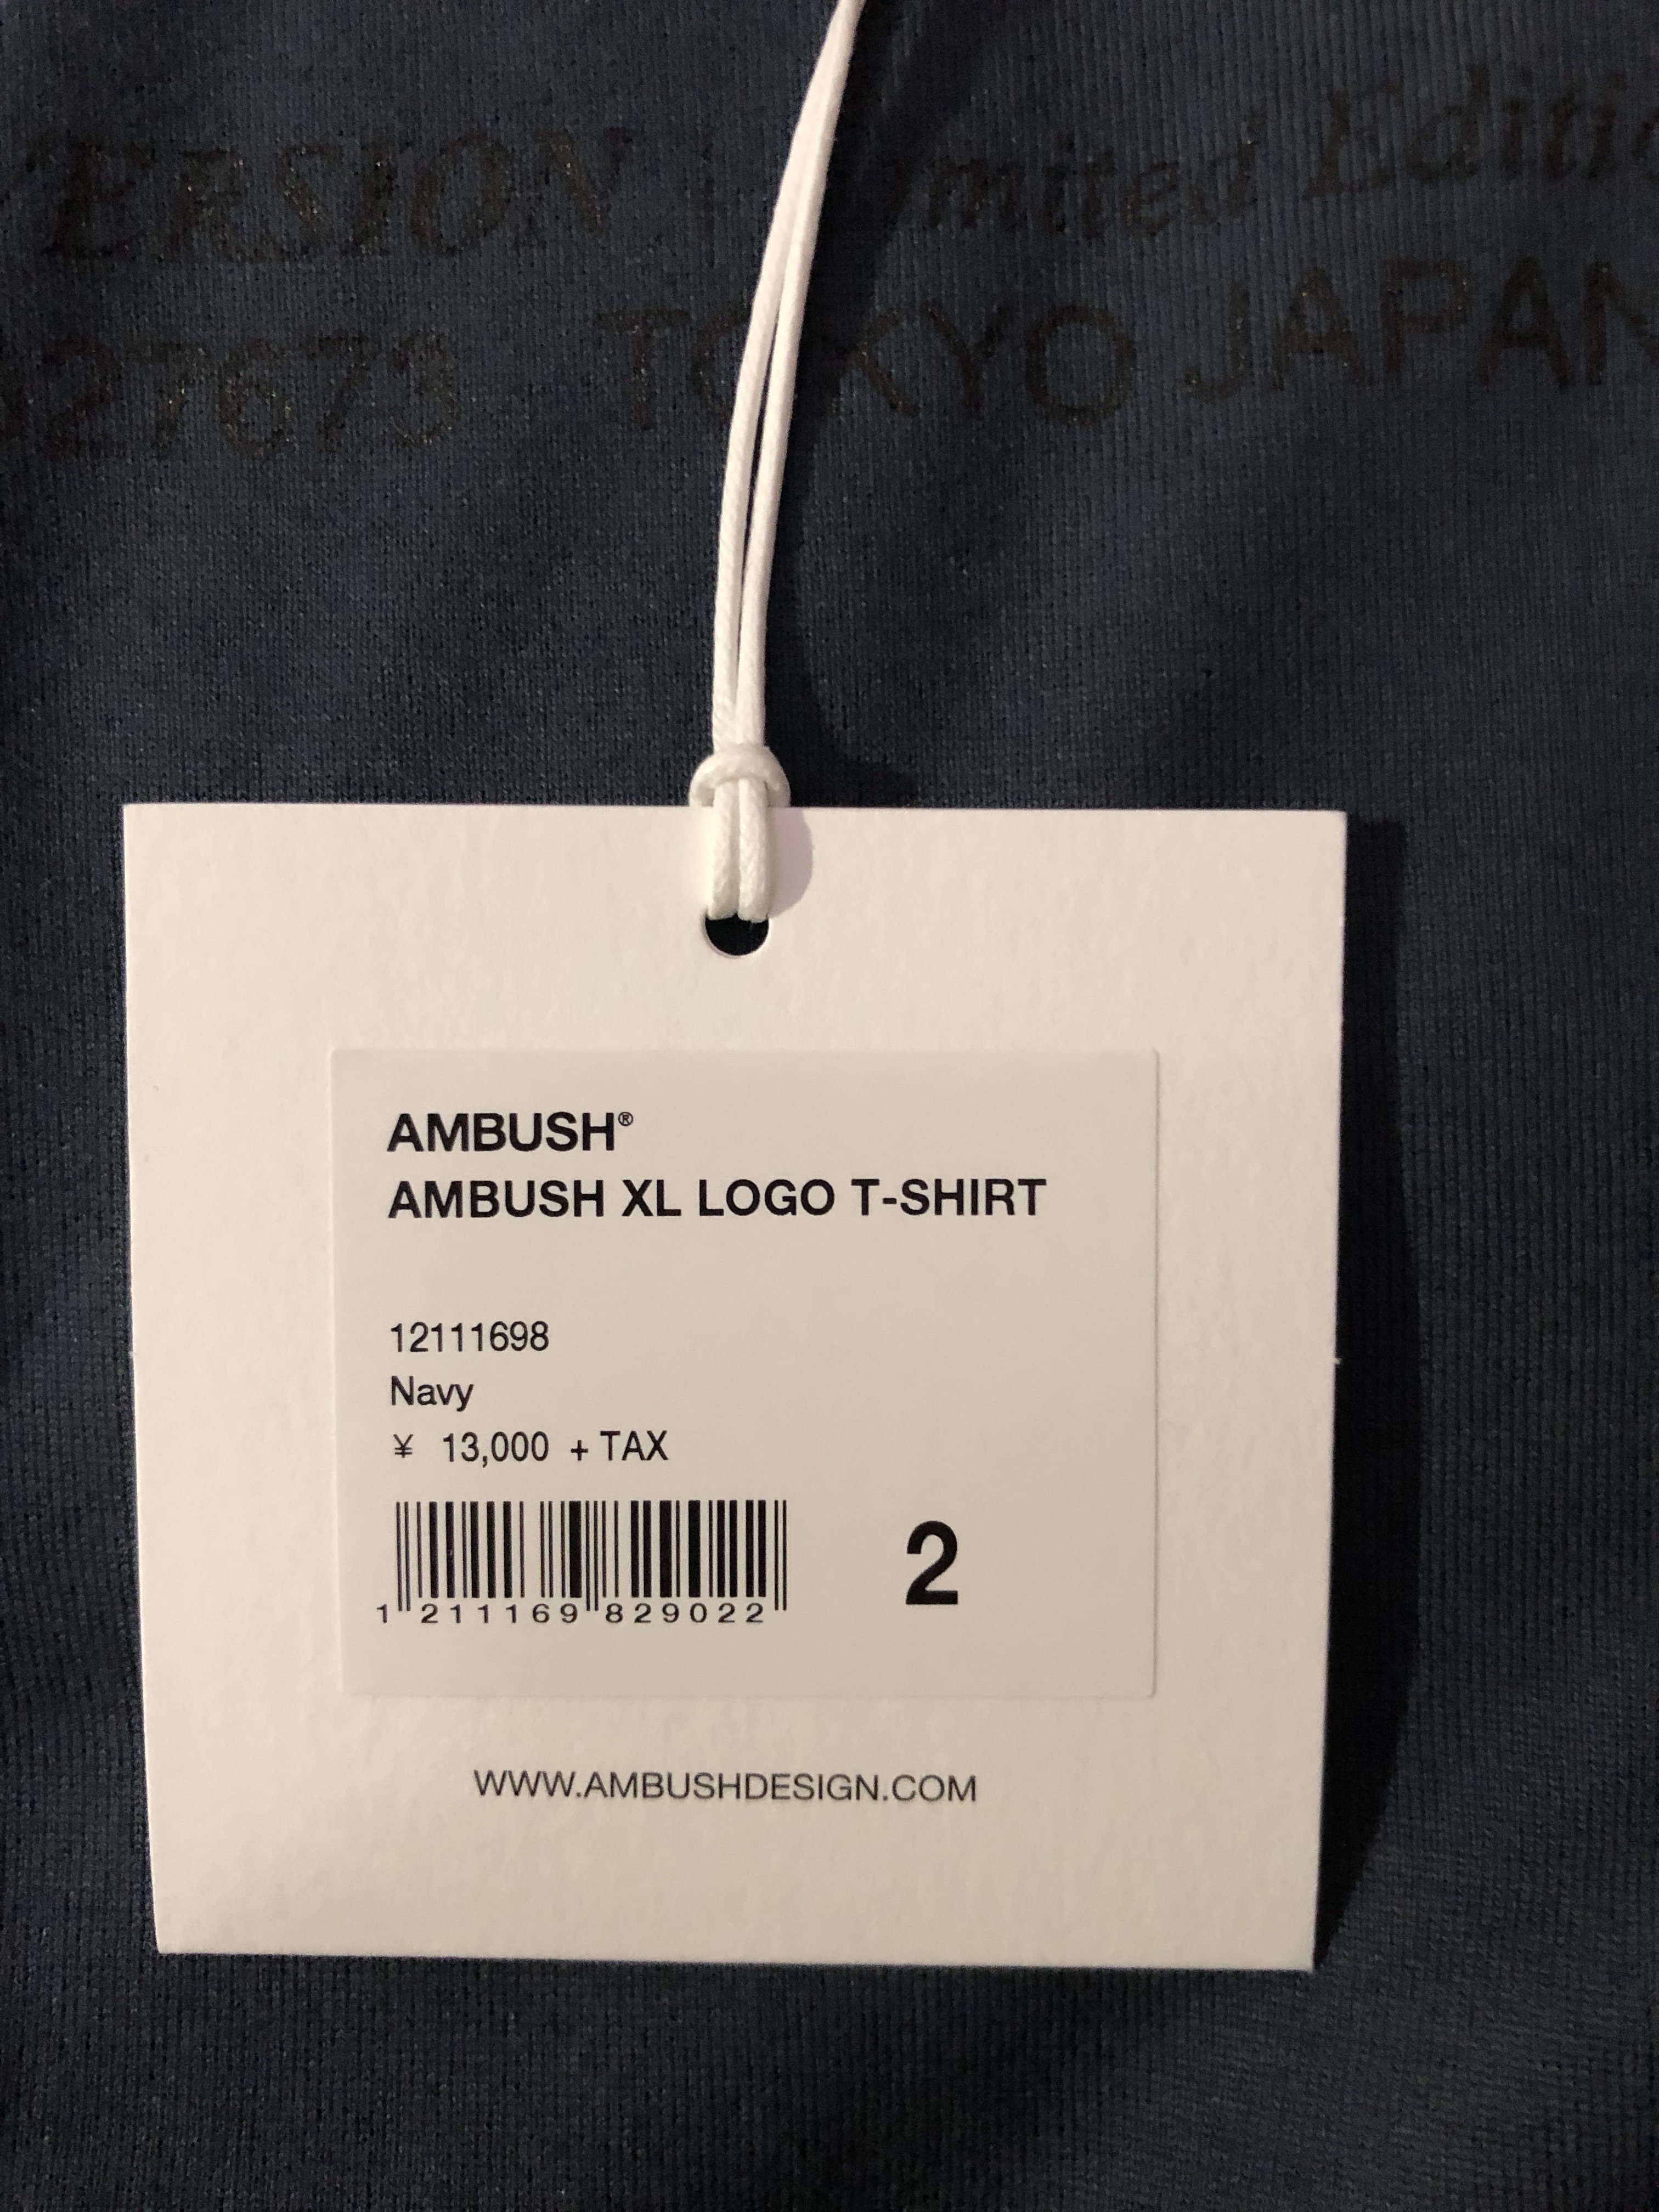 Edit
TOKYO JAPAN
AMBUSH®
AMBUSH XL LOGO T-SHIRT
12111698
Navy
¥ 13,000 + TAX
1 211169 829022
2
WWW.AMBUSHDESIGN.COM